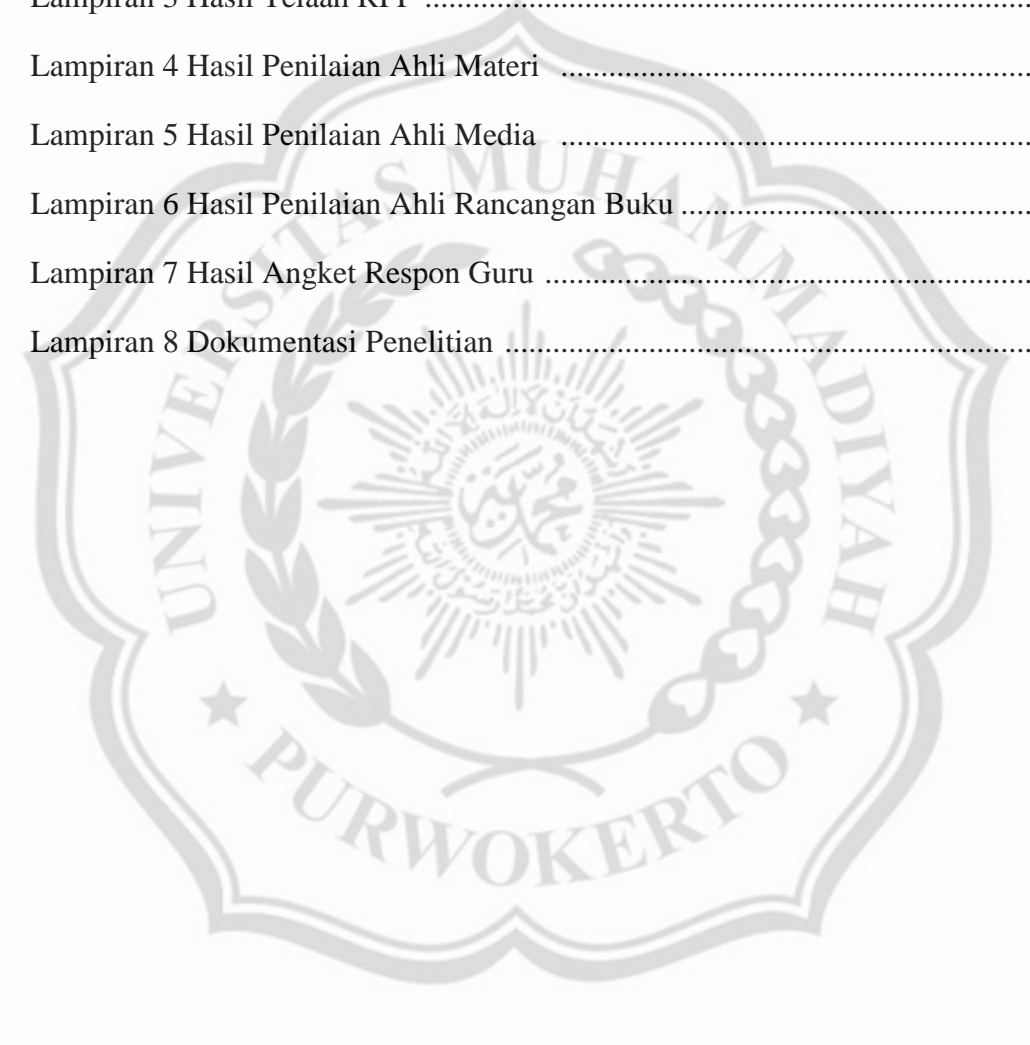 Lampiran 4 Hasil Penilaian Ahli Materi ........................................................
Lampiran 5 Hasil Penilaian Ahli Media ........................................................
Lampiran 6 Hasil Penilaian Ahli Rancangan Buku ..........................................
Lampiran 7 Hasil Angket Respon Guru ..........................................................
Lampiran 8 Dokumentasi Penelitian ...............................................................
UNIVERSITAS MUHAMMADIYAH
PURWOKERTO